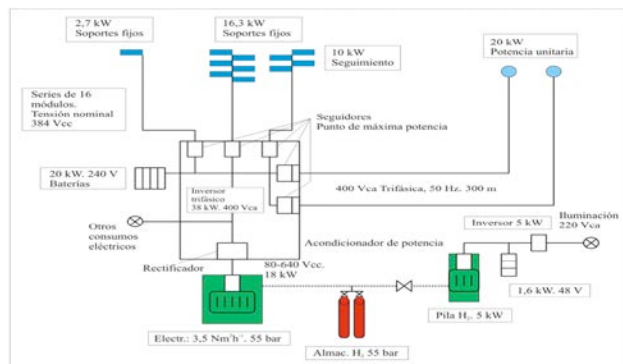 2,7 kW
Soportes fijos
16,3 kW
Soportes fijos
10 kW
Seguimiento
20 kW
Potencia unitaria
Series de 16
módulos.
Tensión nominal
384 Vcc
Seguidores
Punto de máxima potencia
20 kW. 240 V
Baterías
Inversor
trifásico
38 kW. 400 Vca
400 Vca Trifásica, 50 Hz. 300 m
Otros
consumos
eléctricos
Rectificador
Acondicionador de potencia
80-640 Vcc.
18 kW
Inversor 5 kW
Iluminación
220 Vca
1,6 kW. 48 V
Pila H₂. 5 kW
Electr.: 3,5 Nm³h⁻¹. 55 bar
Almac. H₂ 55 bar